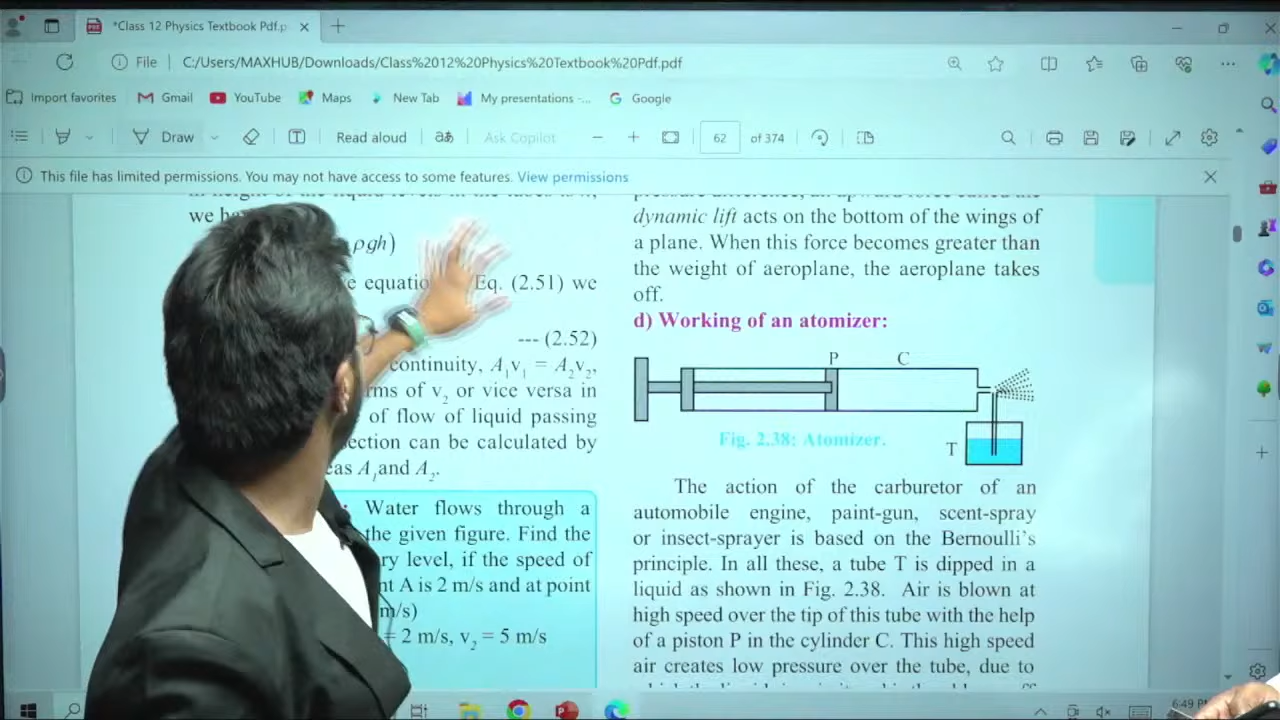 *Class 12 Physics Textbook Pdf.p
File
C:/Users/MAXHUB/Downloads/Class%2012%20Physics%20Textbook%20Pdf.pdf
Import favorites
Gmail
YouTube
Maps
New Tab
My presentations -...
Google
Draw
Read aloud
aあ
Ask Copilot
62
of 374
This file has limited permissions. You may not have access to some features. View permissions
we
ρgh)
equatio
Eq. (2.51) we
--- (2.52)
continuity, A₁v₁ = A₂v₂,
of v₂ or vice versa in
of flow of liquid passing
can be calculated by
A₁and A₂.
Water flows through a
the given figure. Find the
level, if the speed of
A is 2 m/s and at point
m/s)
= 2 m/s, v₂ = 5 m/s
dynamic lift acts on the bottom of the wings of
a plane. When this force becomes greater than
the weight of aeroplane, the aeroplane takes
off.
d) Working of an atomizer:
P
C
T
Fig. 2.38: Atomizer.
The action of the carburetor of an
automobile engine, paint-gun, scent-spray
or insect-sprayer is based on the Bernoulli's
principle. In all these, a tube T is dipped in a
liquid as shown in Fig. 2.38. Air is blown at
high speed over the tip of this tube with the help
of a piston P in the cylinder C. This high speed
air creates low pressure over the tube, due to
6:49 PM